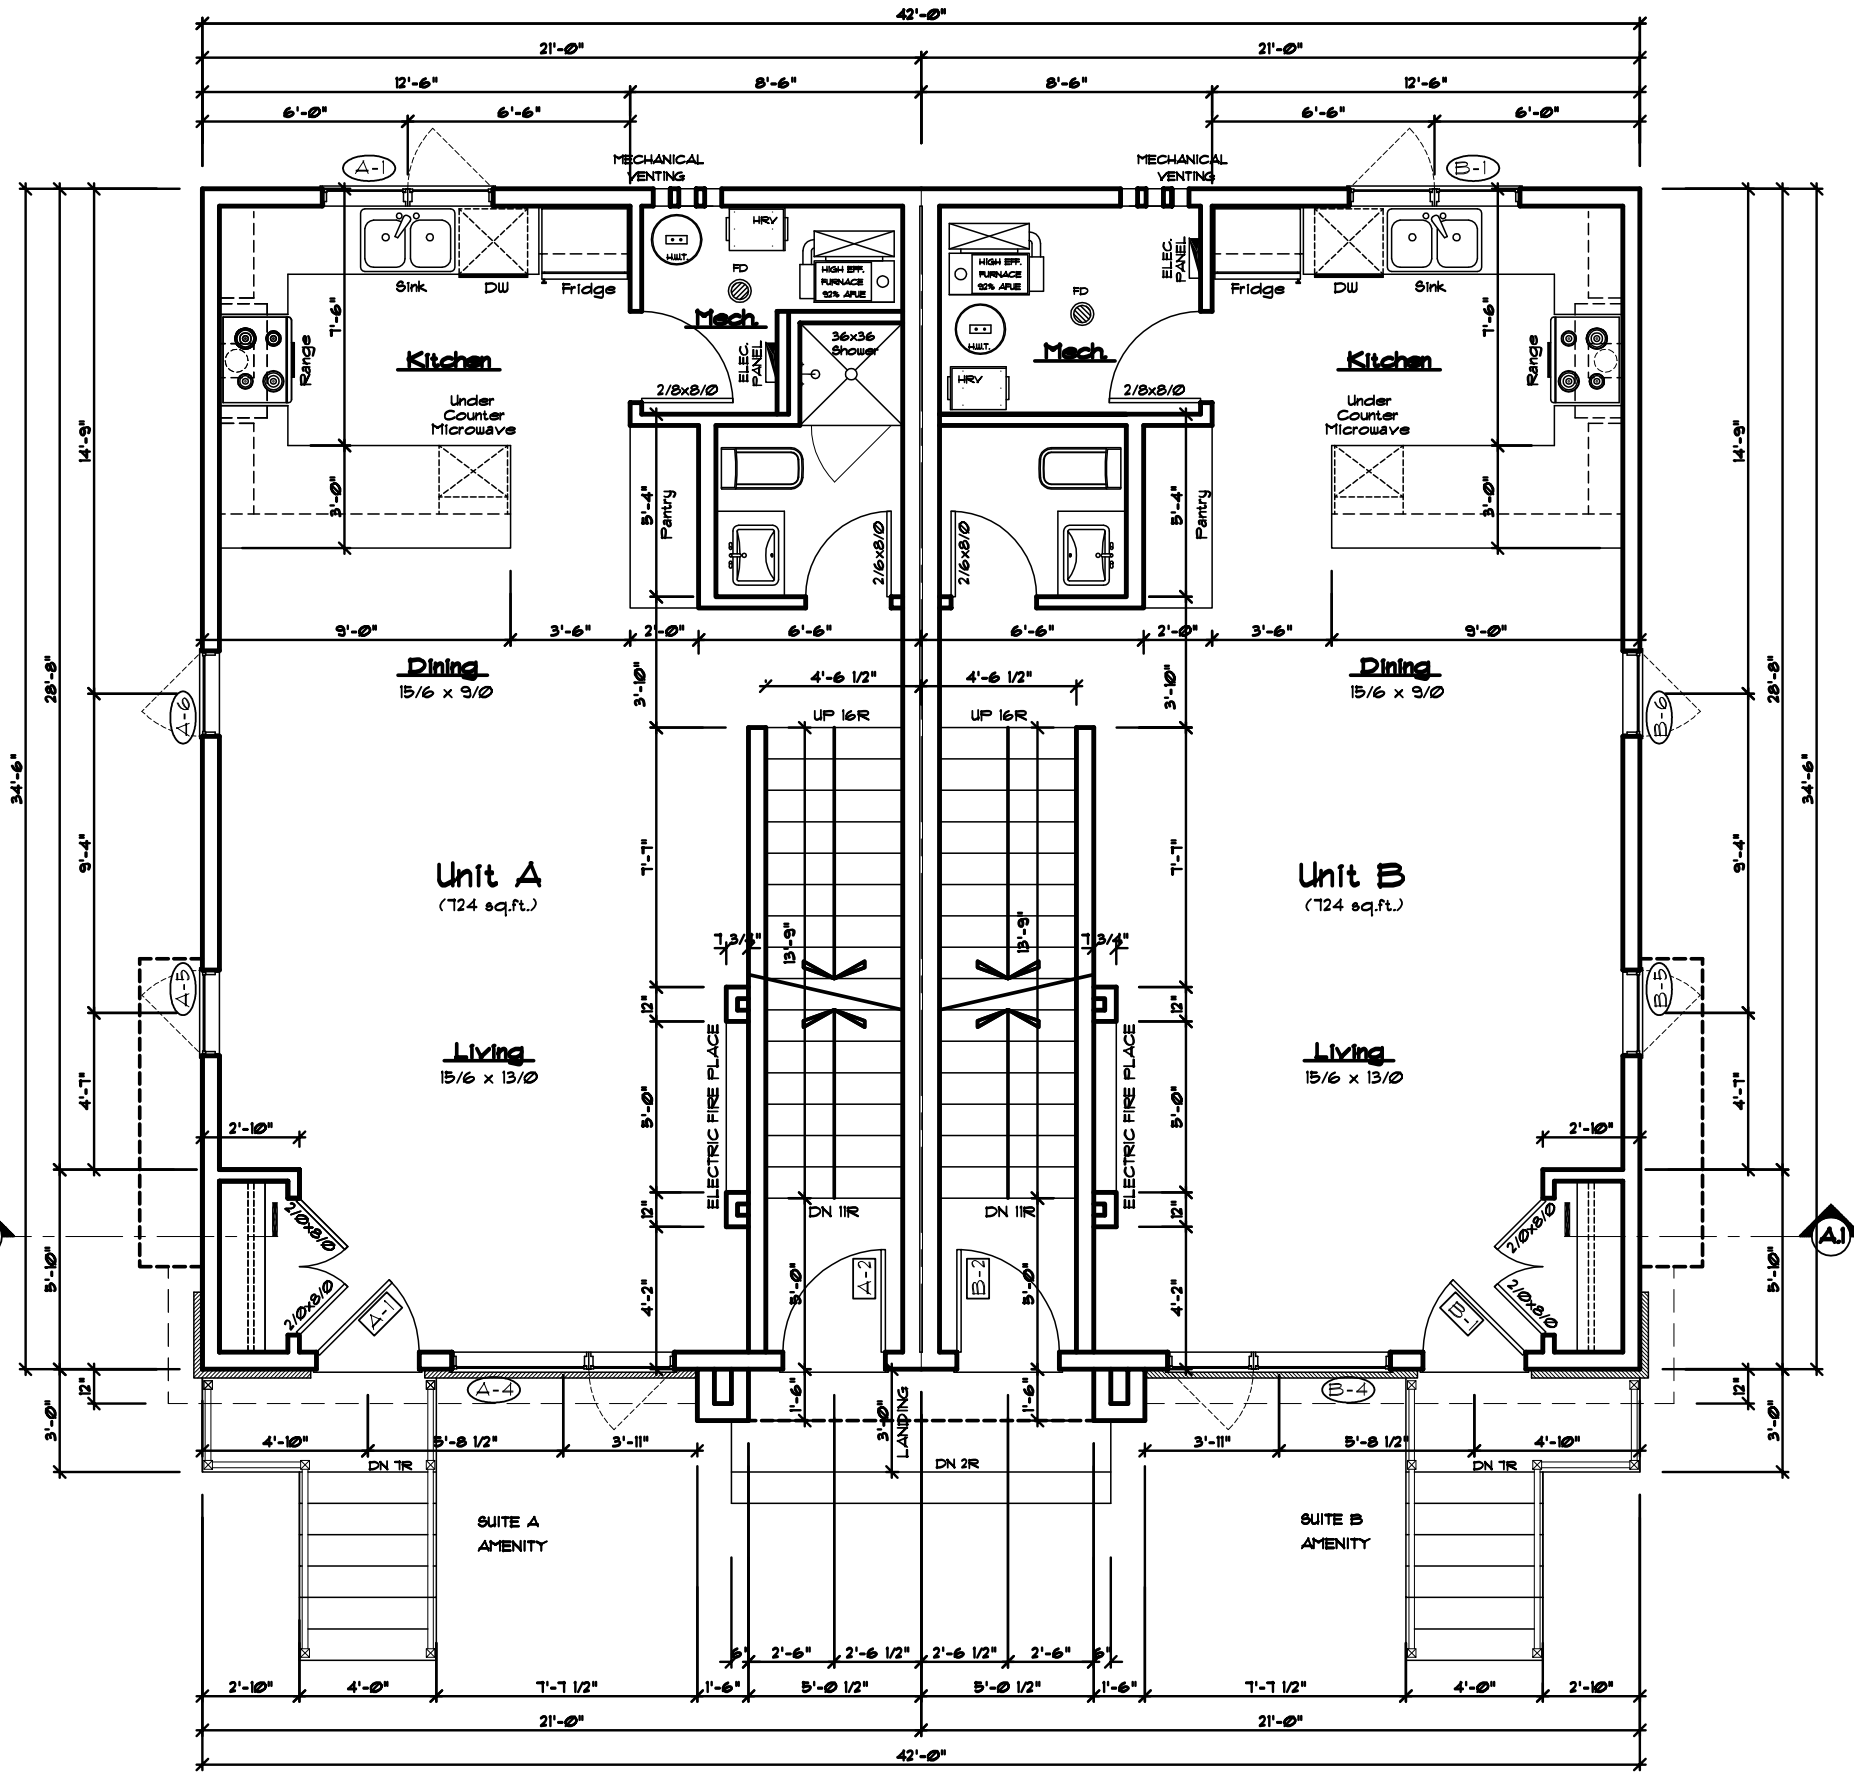 42'-0"
21'-0" 21'-0"
12'-6" 8'-6" 8'-6" 12'-6"
6'-0" 6'-6" 6'-6" 6'-0"
A-1 MECHANICAL VENTING MECHANICAL VENTING B-1
HRV
H.W.T.
FD
HIGH EFF.
FURNACE
92% AFUE
HIGH EFF.
FURNACE
92% AFUE
ELEC.
PANEL
Sink DW Fridge
Fridge DW Sink
FD
Mech.
36x36
Shower
H.W.T.
Mech.
HRV
ELEC.
PANEL
7'-6" 7'-6"
Range Kitchen Kitchen Range
2/8x8/0 2/8x8/0
Under
Counter
Microwave
Under
Counter
Microwave
14'-9" 14'-9"
3'-0" 5'-4" Pantry 5'-4" Pantry 3'-0"
2/6x8/0 2/6x8/0
9'-0" 3'-6" 2'-0" 6'-6" 6'-6" 2'-0" 3'-6" 9'-0"
28'-8" 28'-8"
Dining Dining
15/6 x 9/0 15/6 x 9/0
3'-10" 4'-6 1/2" 4'-6 1/2" 3'-10"
A-6 UP 16R UP 16R B-6
34'-6" 34'-6"
9'-4" 7'-7" 7'-7" 9'-4"
Unit A Unit B
(724 sq.ft.) (724 sq.ft.)
7 3/4" 13'-9" 13'-9" 7 3/4"
A-5 B-5
12" 12"
Living Living
15/6 x 13/0 15/6 x 13/0
4'-7" 5'-0" ELECTRIC FIRE PLACE ELECTRIC FIRE PLACE 5'-0" 4'-7"
2'-10" 2'-10"
12" DN 11R DN 11R 12"
2/0x8/0 2/0x8/0
A.1
5'-10" 4'-2" 5'-0" A-2 B-2 5'-0" 4'-2" 5'-10"
2/0x8/0 A-1 B-1 2/0x8/0
12" A-4 1'-6" 1'-6" B-4 12"
3'-0" 3'-0" LANDING 3'-0"
4'-10" 5'-8 1/2" 3'-11" 3'-11" 5'-8 1/2" 4'-10"
DN 7R DN 2R DN 7R
SUITE A
AMENITY
SUITE B
AMENITY
6" 2'-6" 2'-6 1/2" 2'-6 1/2" 2'-6" 6"
2'-10" 4'-0" 7'-7 1/2" 1'-6" 5'-0 1/2" 5'-0 1/2" 1'-6" 7'-7 1/2" 4'-0" 2'-10"
21'-0" 21'-0"
42'-0"